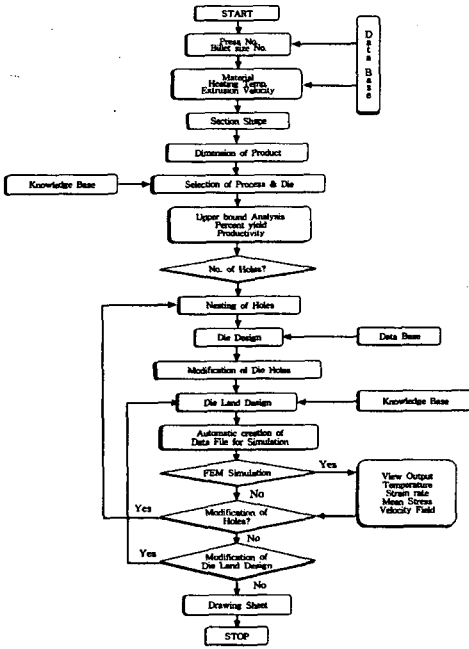 START
Press No.
Billet size No.
Data Base
Material
Heating Temp.
Extrusion Velocity
Section Shape
Dimension of Product
Knowledge Base
Selection of Process & Die
Upper bound Analysis
Percent yield
Productivity
No. of Holes?
Nesting of Holes
Die Design
Data Base
Modification of Die Holes
Die Land Design
Knowledge Base
Automatic creation of
Data File for Simulation
FEM Simulation
Yes
View Output
Temperature
Strain rate
Mean Stress
Velocity Field
No
Yes
Modification of
Holes?
No
Yes
Modification of
Die Land Design
No
Drawing Sheet
STOP